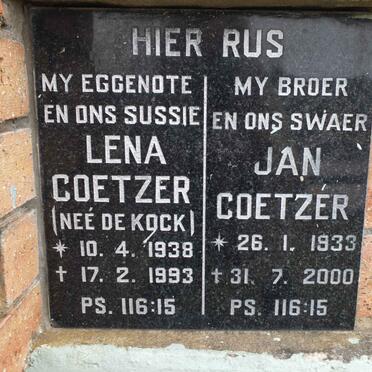 HIER RUS
MY EGGENOTE
EN ONS SUSSIE
LENA
COETZER
(NEÉ DE KOCK)
* 10. 4. 1938
† 17. 2. 1993
PS. 116:15
MY BROER
EN ONS SWAER
JAN
COETZER
* 26. 1. 1933
† 31. 7. 2000
PS. 116:15